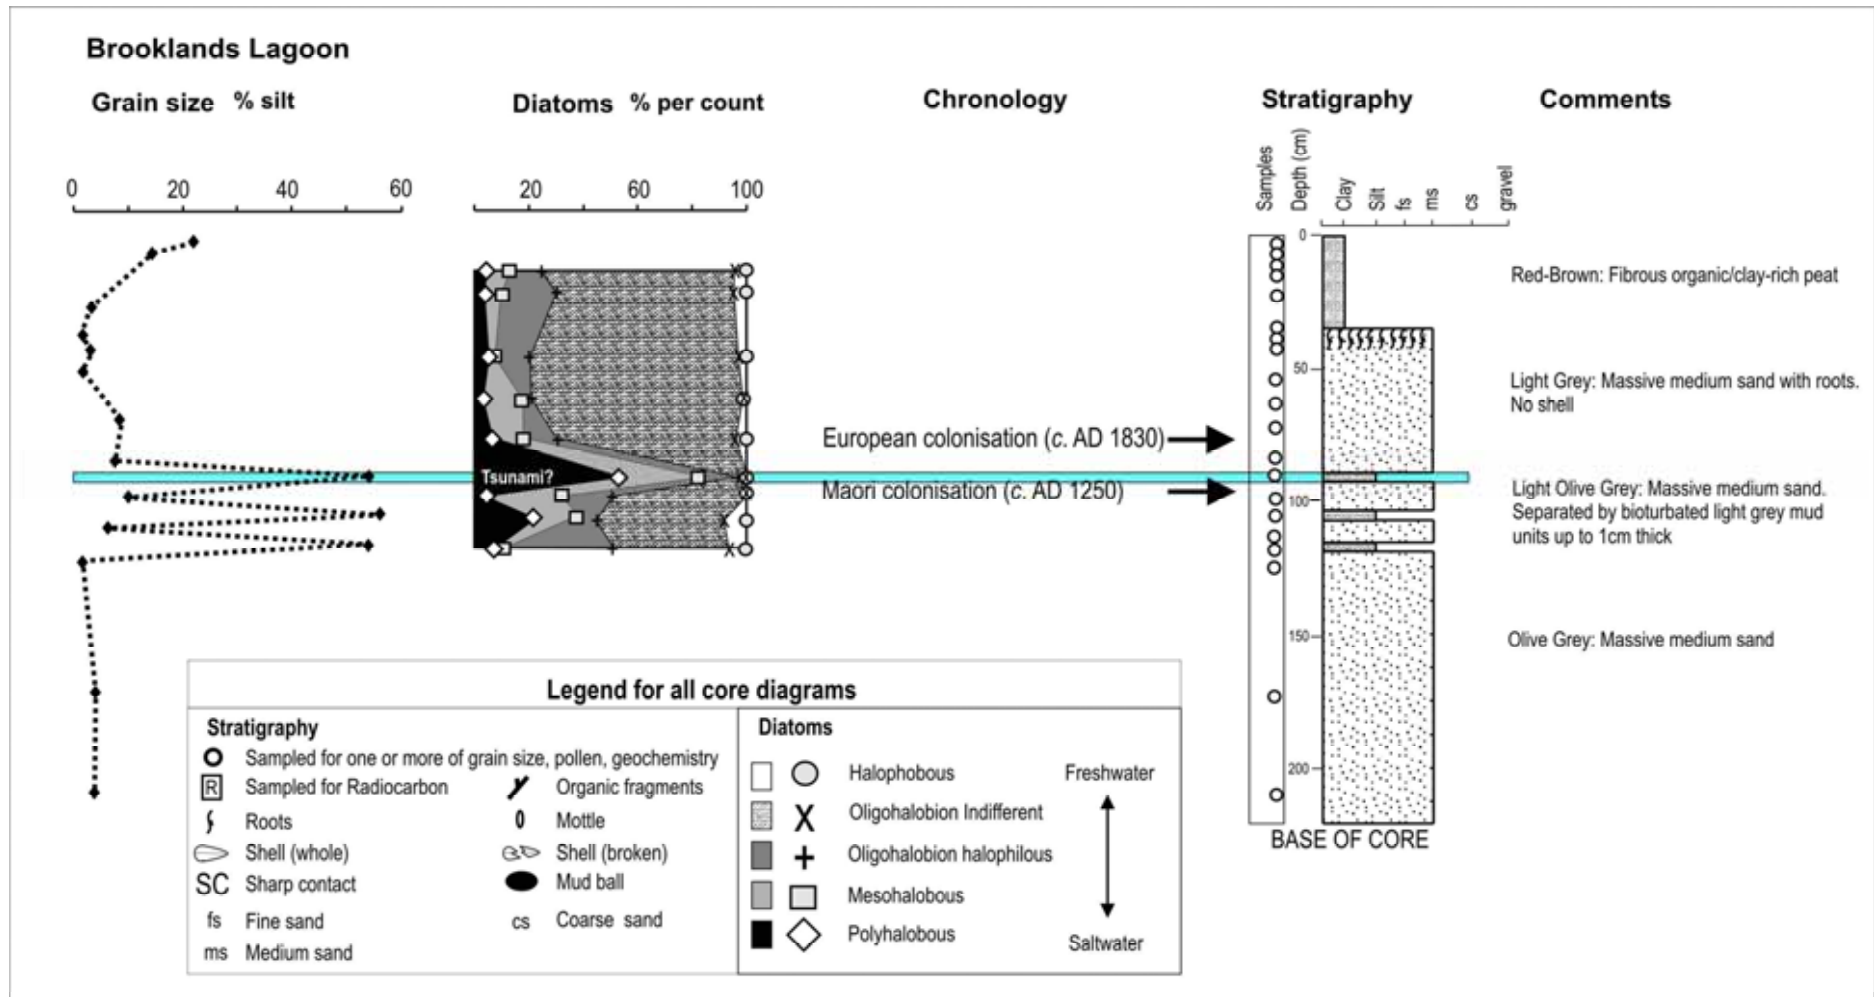 Brooklands Lagoon
Grain size % silt
Diatoms % per count
Chronology
Stratigraphy
Comments
0 20 40 60
20 60 100
Samples
Depth (cm)
Clay
Silt
fs
ms
cs
gravel
0
50
100
150
200
Red-Brown: Fibrous organic/clay-rich peat
Light Grey: Massive medium sand with roots.
No shell
European colonisation (c. AD 1830)
Tsunami?
Maori colonisation (c. AD 1250)
Light Olive Grey: Massive medium sand.
Separated by bioturbated light grey mud
units up to 1cm thick
Olive Grey: Massive medium sand
BASE OF CORE
Legend for all core diagrams
Stratigraphy
Sampled for one or more of grain size, pollen, geochemistry
R Sampled for Radiocarbon
Organic fragments
Roots
Mottle
Shell (whole)
Shell (broken)
SC Sharp contact
Mud ball
fs Fine sand
cs Coarse sand
ms Medium sand
Diatoms
Halophobous
Freshwater
X Oligohalobion Indifferent
+ Oligohalobion halophilous
Mesohalobous
Polyhalobous
Saltwater